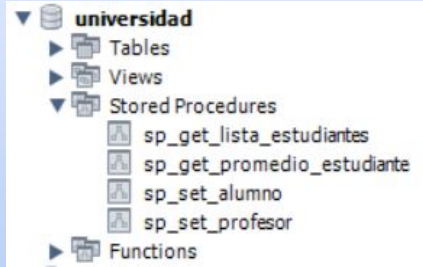 universidad
Tables
Views
Stored Procedures
sp_get_lista_estudiantes
sp_get_promedio_estudiante
sp_set_alumno
sp_set_profesor
Functions